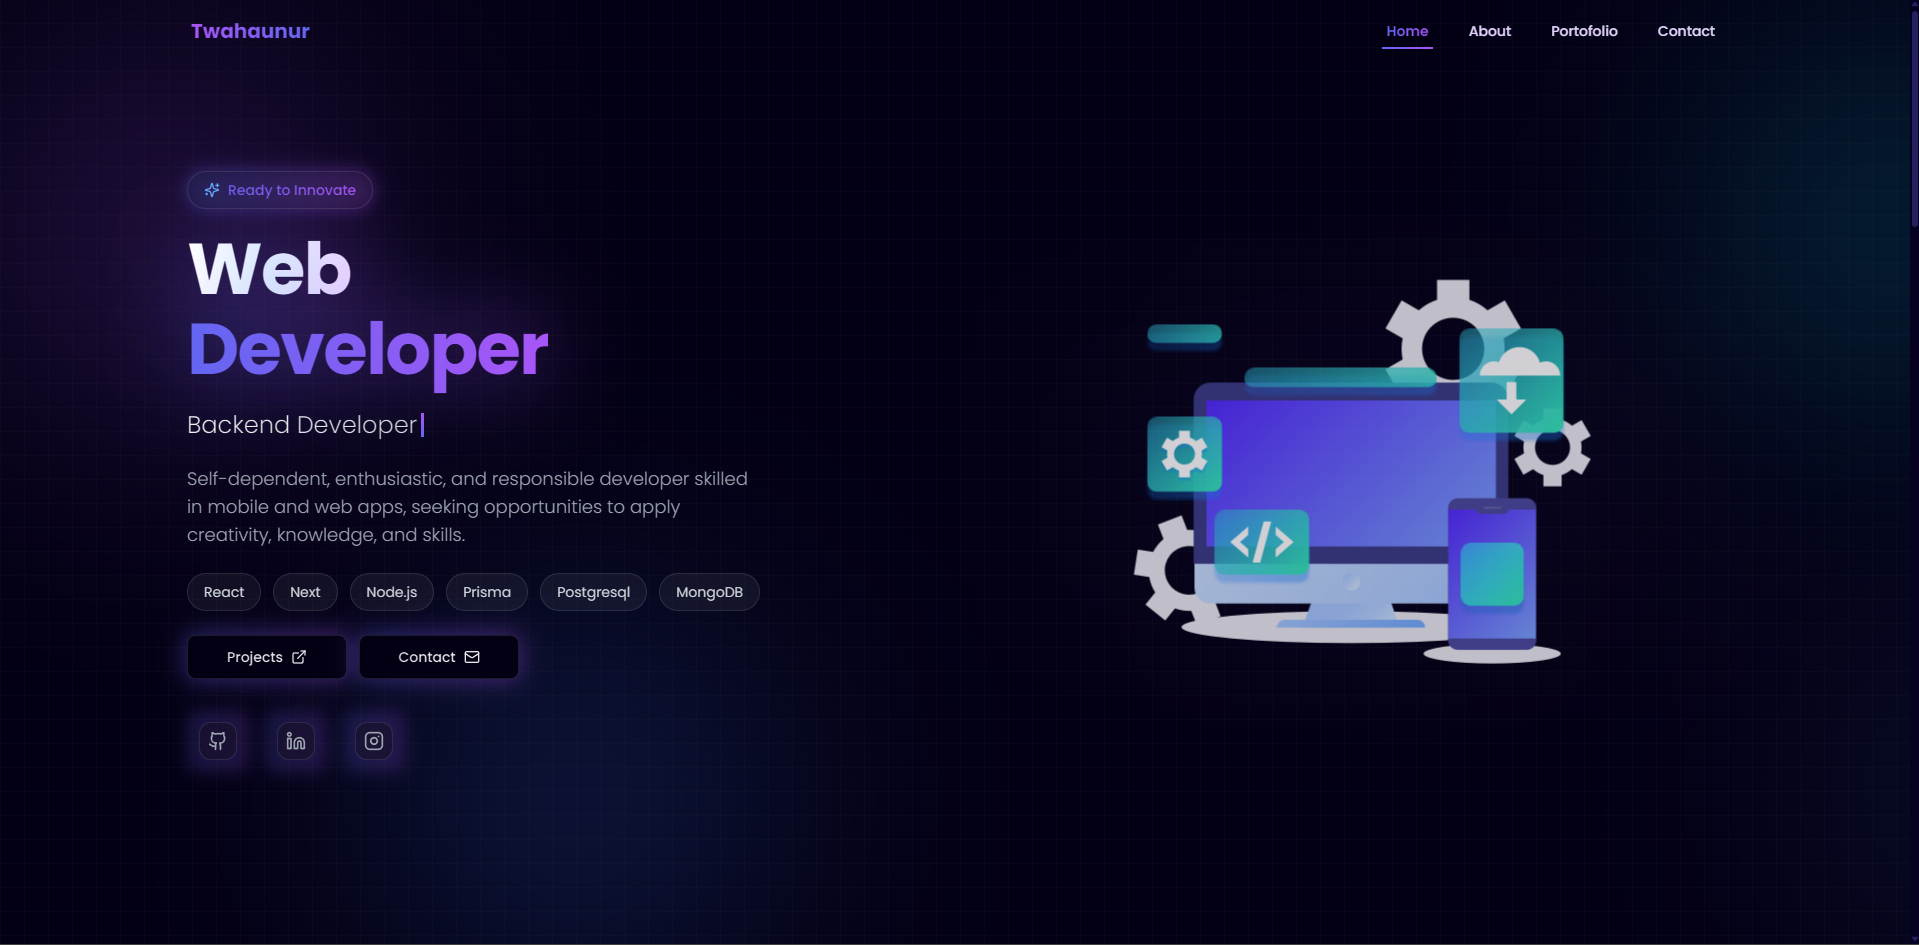 Twahaunur
Home About Portofolio Contact
Ready to Innovate
Web
Developer
Backend Developer
Self-dependent, enthusiastic, and responsible developer skilled
in mobile and web apps, seeking opportunities to apply
creativity, knowledge, and skills.
React Next Node.js Prisma Postgresql MongoDB
Projects Contact